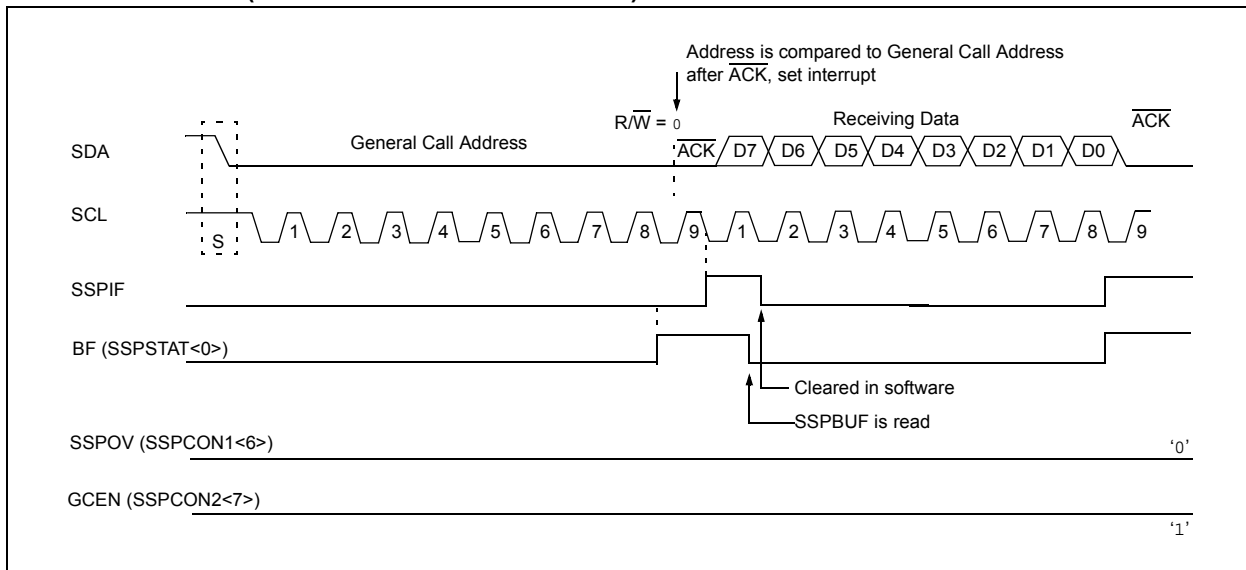 Address is compared to General Call Address
after ACK, set interrupt
R/W = 0
Receiving Data
ACK
SDA
General Call Address
ACK
D7
D6
D5
D4
D3
D2
D1
D0
SCL
S
1
2
3
4
5
6
7
8
9
1
2
3
4
5
6
7
8
9
SSPIF
BF (SSPSTAT<0>)
Cleared in software
SSPBUF is read
SSPOV (SSPCON1<6>)
‘0’
GCEN (SSPCON2<7>)
‘1’